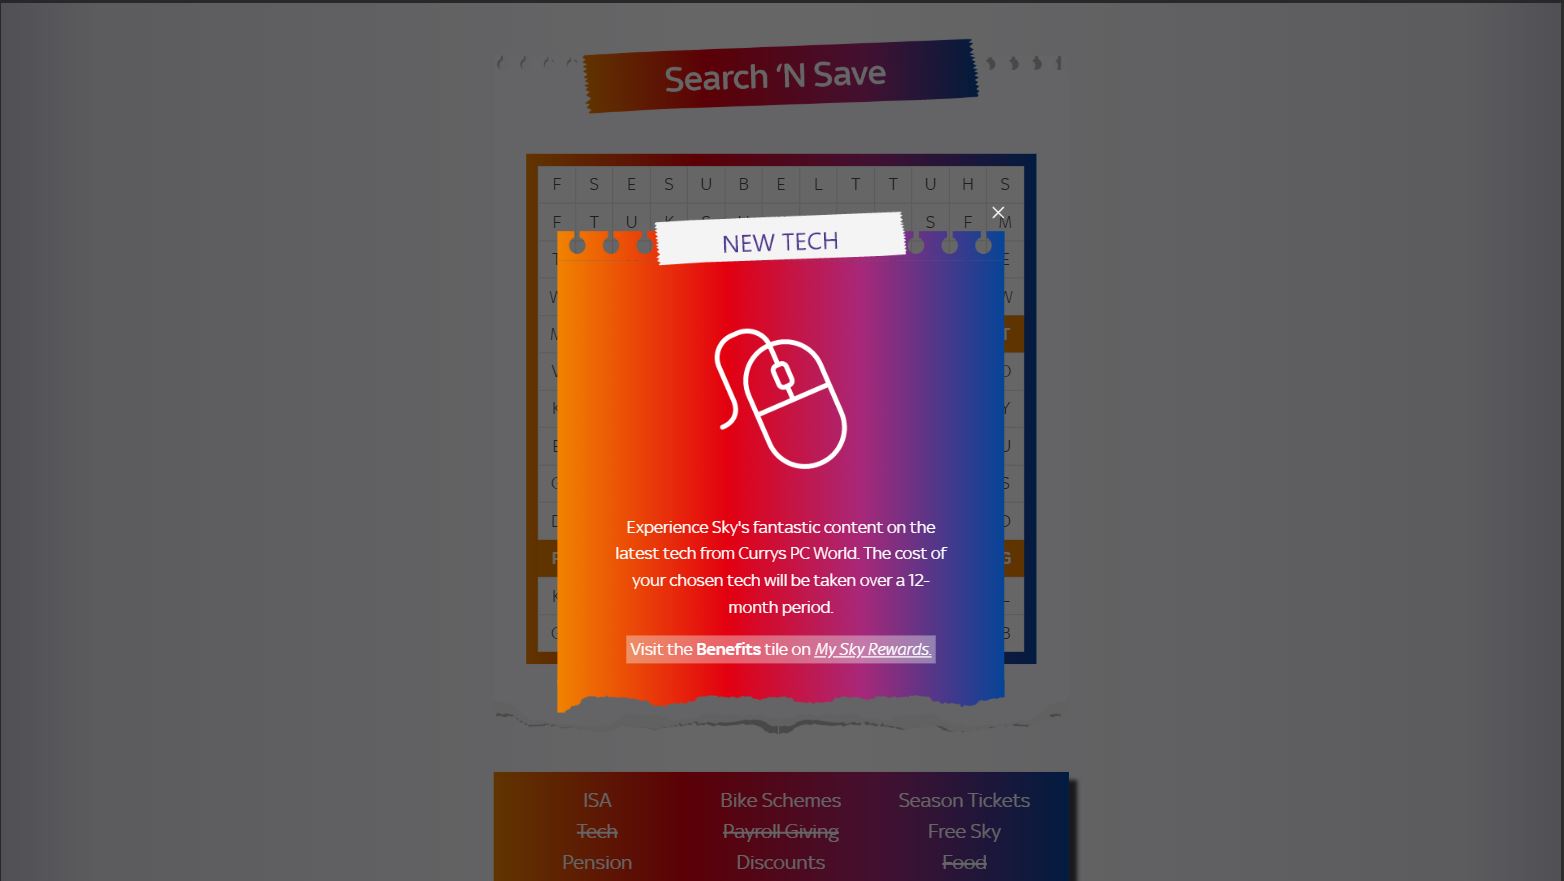 Search ‘N Save
F S E S U B E L T T U H S
F T U S F M
E
W
T
G
NEW TECH
Experience Sky's fantastic content on the
latest tech from Currys PC World. The cost of
your chosen tech will be taken over a 12-
month period.
Visit the Benefits tile on My Sky Rewards.
ISA Bike Schemes Season Tickets
Tech Payroll Giving Free Sky
Pension Discounts Food